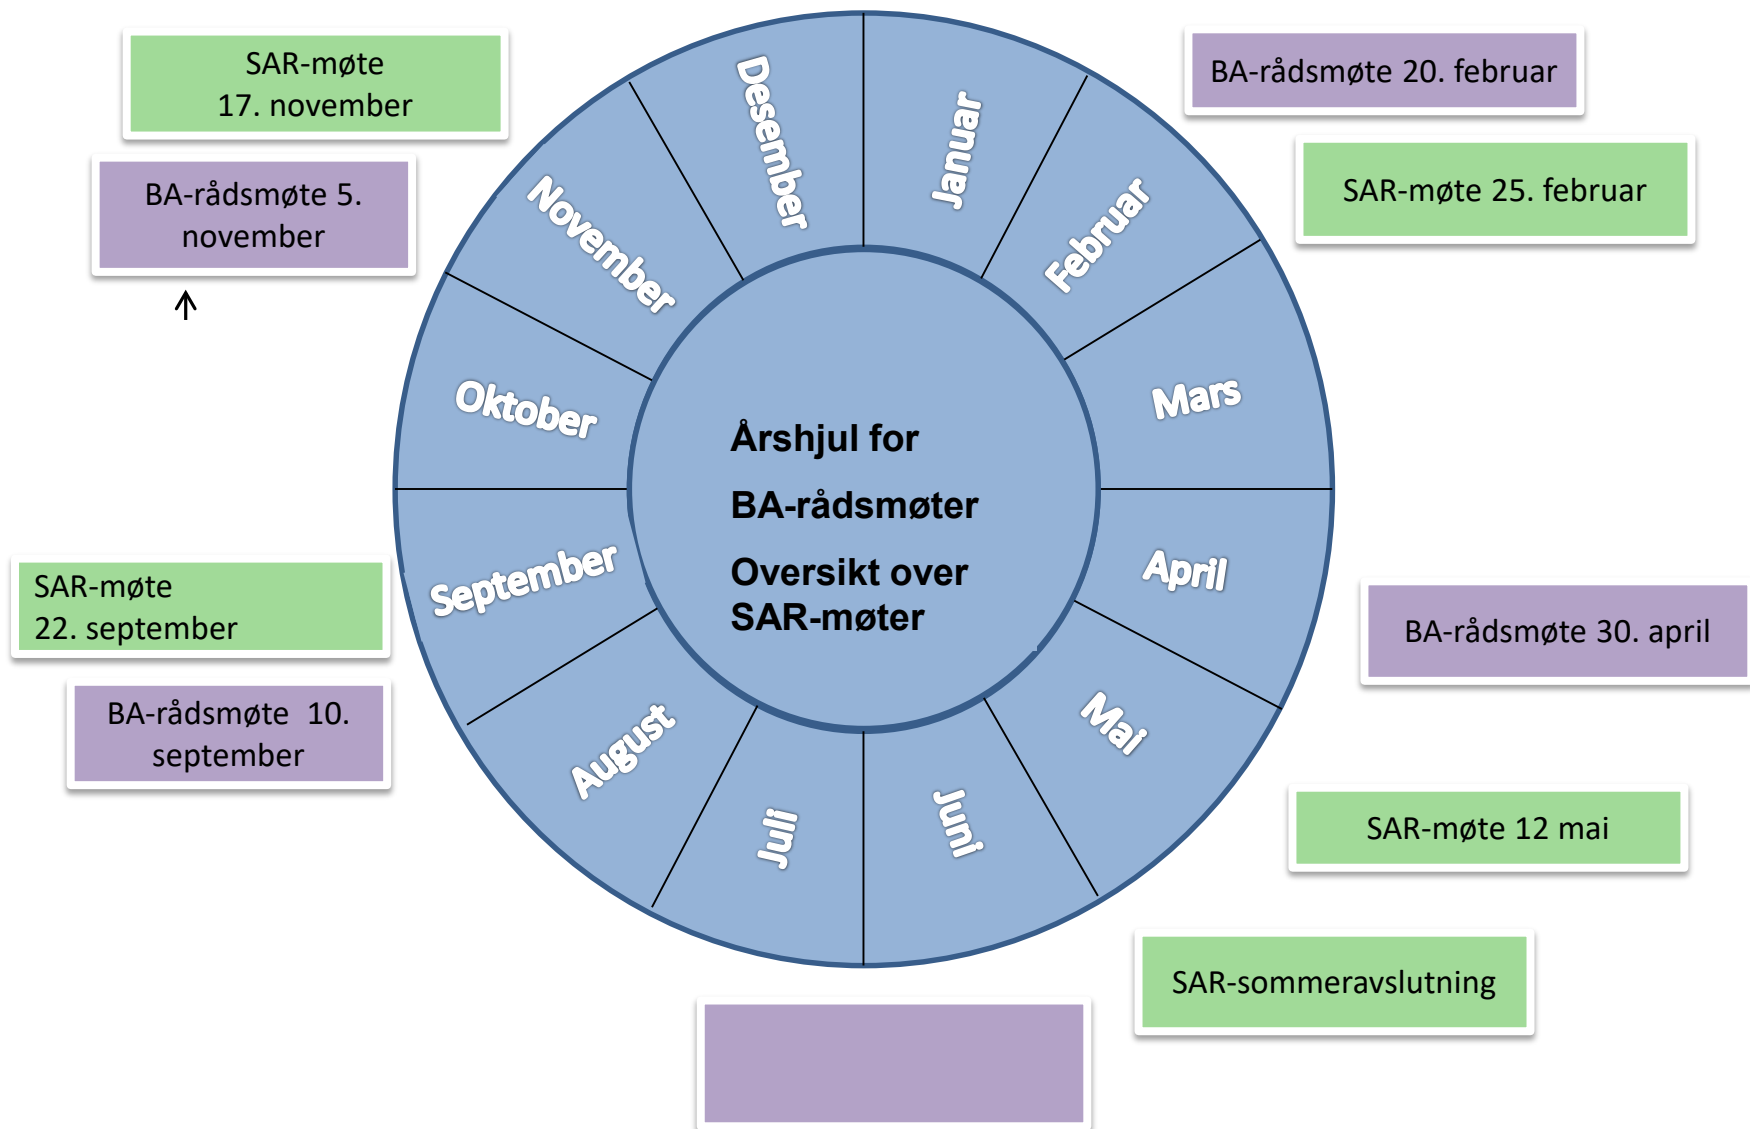 SAR-møte
17. november
BA-rådsmøte 5.
november
SAR-møte
22. september
BA-rådsmøte 10.
september
Desember
Januar
Februar
Mars
April
Mai
Juni
Juli
August
September
Oktober
November
Årshjul for
BA-rådsmøter
Oversikt over
SAR-møter
BA-rådsmøte 20. februar
SAR-møte 25. februar
BA-rådsmøte 30. april
SAR-møte 12 mai
SAR-sommeravslutning